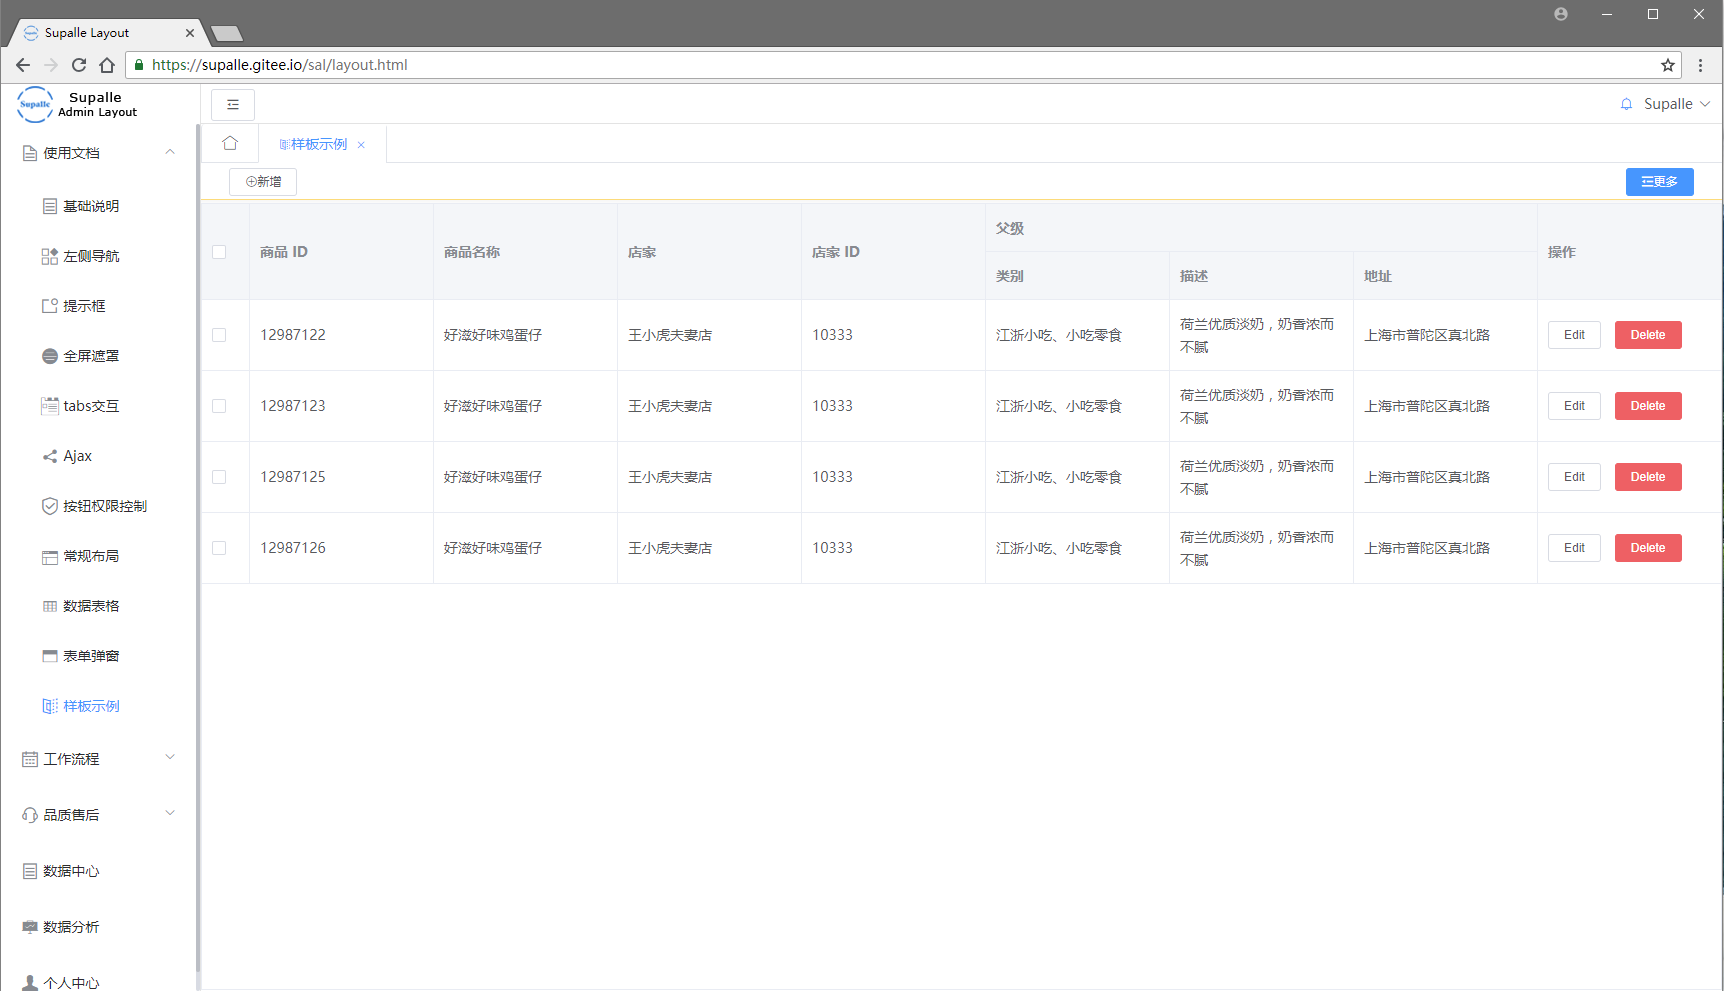 Supalle Layout
https://supalle.gitee.io/sal/layout.html
Supalle
Supalle
Admin Layout
Supalle
使用文档
基础说明
左侧导航
提示框
全屏遮罩
tabs交互
Ajax
按钮权限控制
常规布局
数据表格
表单弹窗
样板示例
工作流程
品质售后
数据中心
数据分析
个人中心
样板示例
新增
更多
商品 ID
商品名称
店家
店家 ID
父级
操作
类别
描述
地址
12987122
好滋好味鸡蛋仔
王小虎夫妻店
10333
江浙小吃、小吃零食
荷兰优质淡奶，奶香浓而
不腻
上海市普陀区真北路
Edit
Delete
12987123
好滋好味鸡蛋仔
王小虎夫妻店
10333
江浙小吃、小吃零食
荷兰优质淡奶，奶香浓而
不腻
上海市普陀区真北路
Edit
Delete
12987125
好滋好味鸡蛋仔
王小虎夫妻店
10333
江浙小吃、小吃零食
荷兰优质淡奶，奶香浓而
不腻
上海市普陀区真北路
Edit
Delete
12987126
好滋好味鸡蛋仔
王小虎夫妻店
10333
江浙小吃、小吃零食
荷兰优质淡奶，奶香浓而
不腻
上海市普陀区真北路
Edit
Delete